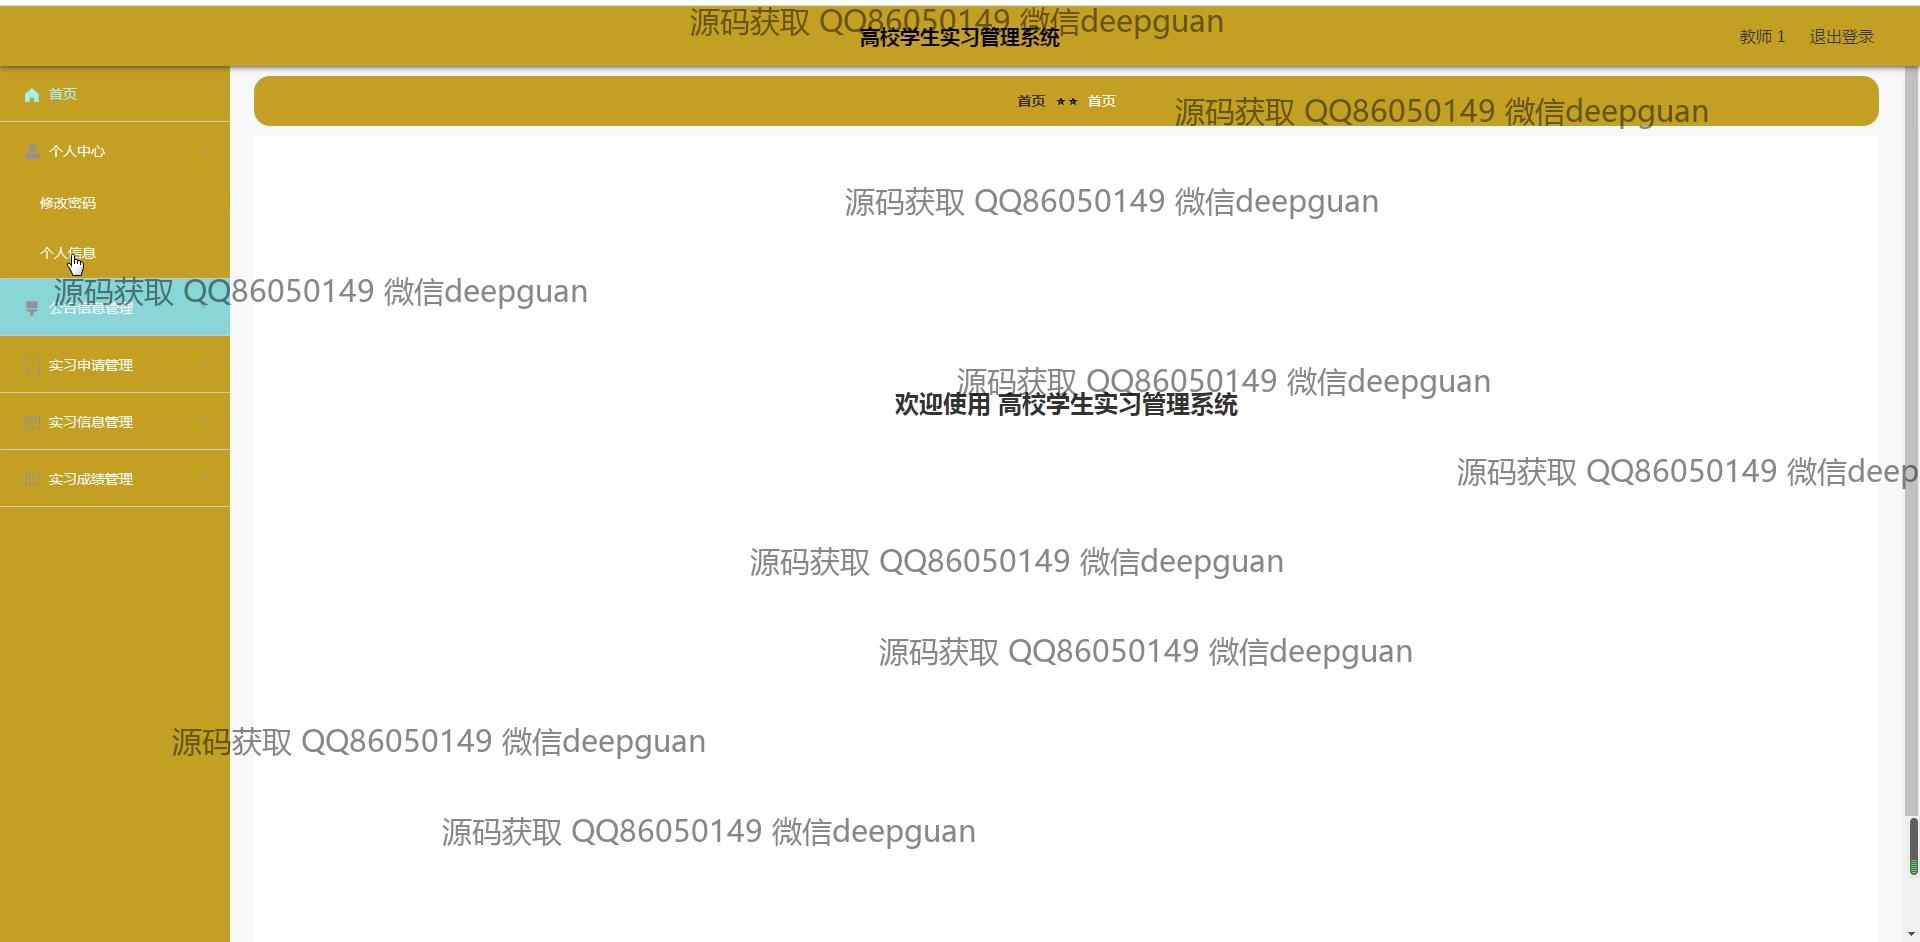 源码获取 QQ86050149 微信deepguan
高校学生实习管理系统
教师 1
退出登录
首页
首页 ★★ 首页
源码获取 QQ86050149 微信deepguan
个人中心
修改密码
源码获取 QQ86050149 微信deepguan
个人信息
源码获取 QQ86050149 微信deepguan
公告信息管理
实习申请管理
源码获取 QQ86050149 微信deepguan
欢迎使用 高校学生实习管理系统
实习信息管理
源码获取 QQ86050149 微信deep
实习成绩管理
源码获取 QQ86050149 微信deepguan
源码获取 QQ86050149 微信deepguan
源码获取 QQ86050149 微信deepguan
源码获取 QQ86050149 微信deepguan